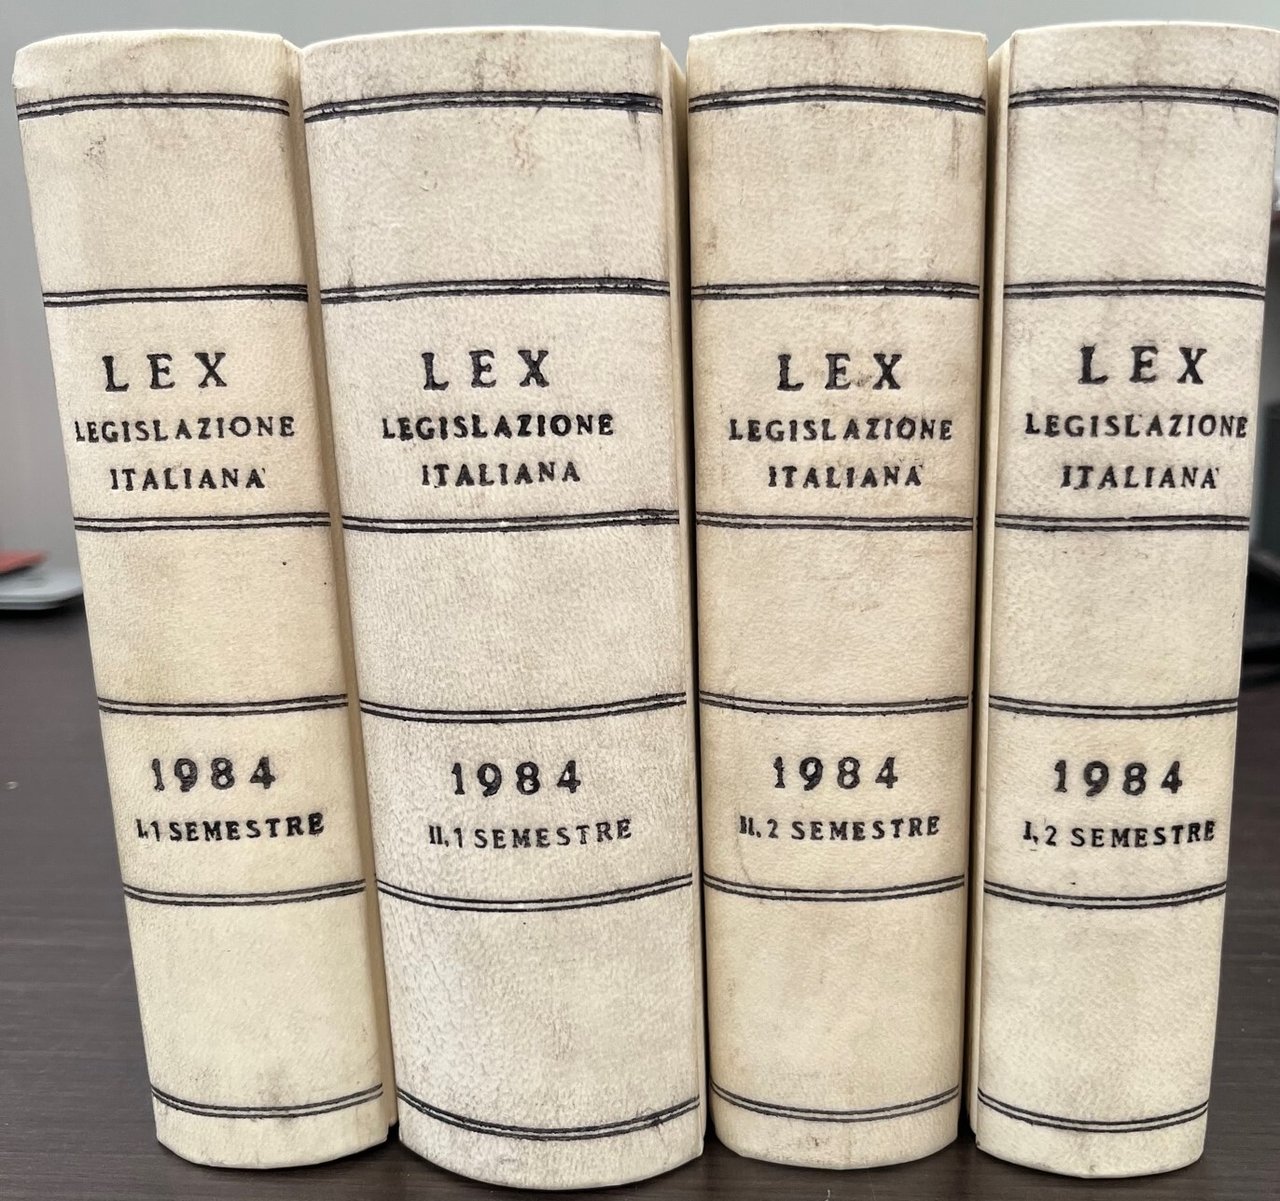 LEX
LEGISLAZIONE
ITALIANA
1984
I.1 SEMESTRE
LEX
LEGISLAZIONE
ITALIANA
1984
II.1 SEMESTRE
LEX
LEGISLAZIONE
ITALIANA
1984
II.2 SEMESTRE
LEX
LEGISLAZIONE
ITALIANA
1984
I.2 SEMESTRE